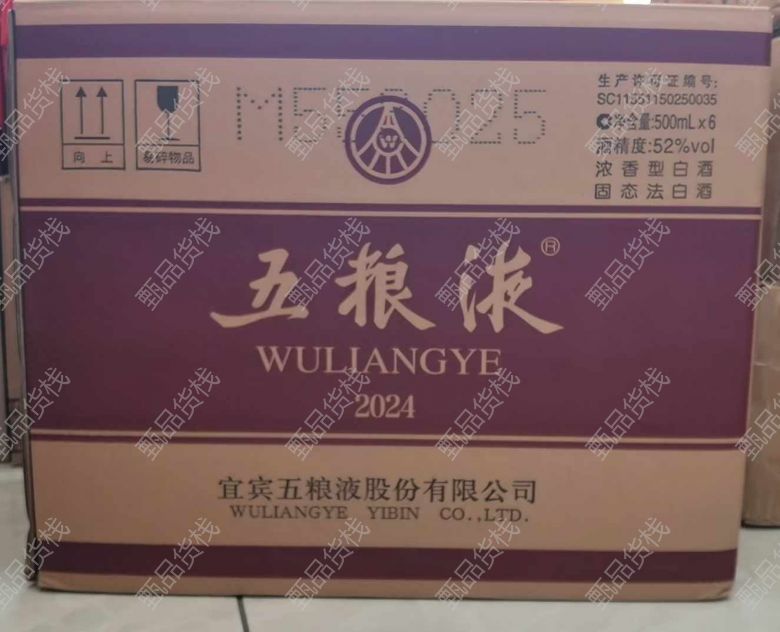 生产许可证编号:
SC11551150250035
净含量:500mL x 6
酒精度:52%vol
浓香型白酒
固态法白酒
向上
易碎物品
五粮液®
WULIANGYE
2024
宜宾五粮液股份有限公司
WULIANGYE YIBIN CO.,LTD.
甄品货栈